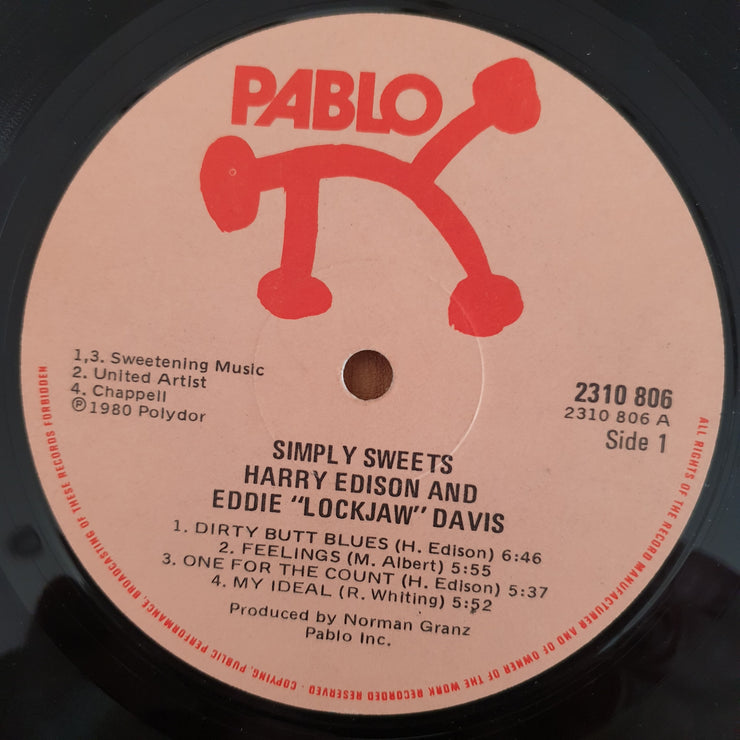 PABLO
1,3. Sweetening Music
2. United Artist
4. Chappell
℗ 1980 Polydor
2310 806
2310 806 A
Side 1
SIMPLY SWEETS
HARRY EDISON AND
EDDIE "LOCKJAW" DAVIS
1. DIRTY BUTT BLUES (H. Edison) 6:46
2. FEELINGS (M. Albert) 5:55
3. ONE FOR THE COUNT (H. Edison) 5:37
4. MY IDEAL (R. Whiting) 5:52
Produced by Norman Granz
Pablo Inc.
ALL RIGHTS OF THE RECORD MANUFACTURER AND OF OWNER OF THE WORK RECORDED RESERVED - COPYING, PUBLIC PERFORMANCE, BROADCASTING OF THESE RECORDS FORBIDDEN